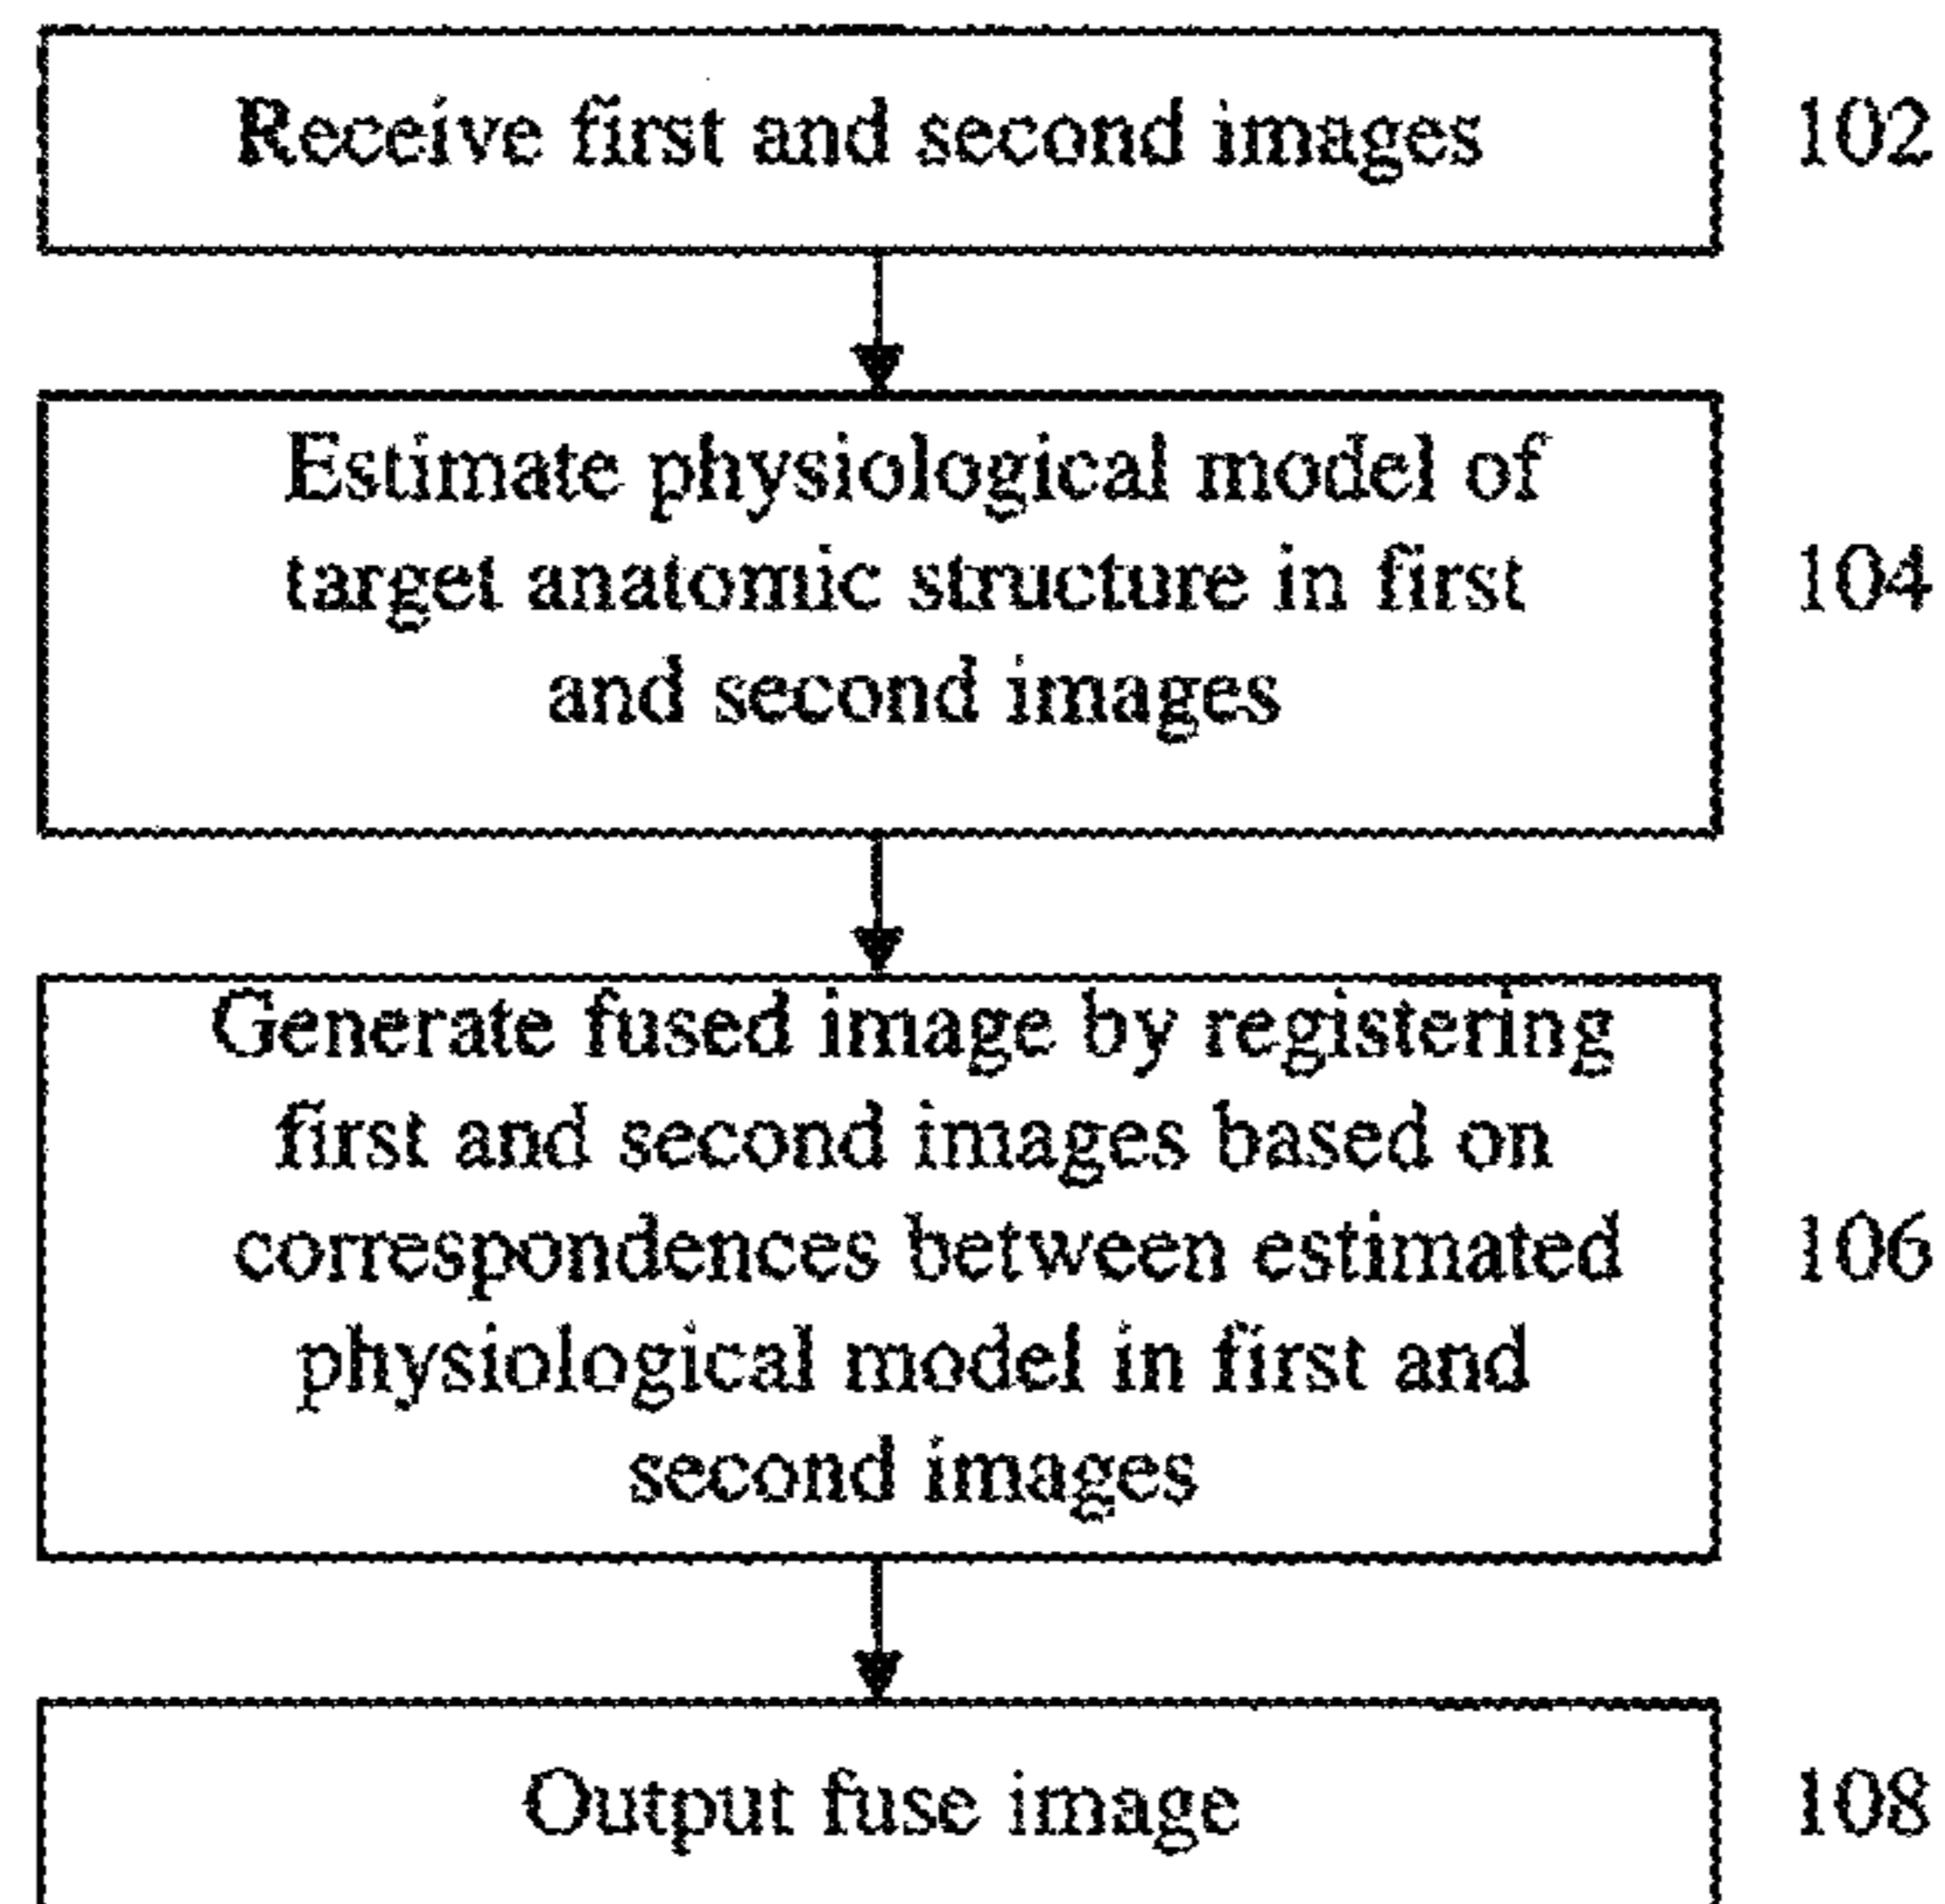 Receive first and second images
102
Estimate physiological model of
target anatomic structure in first
and second images
104
Generate fused image by registering
first and second images based on
correspondences between estimated
physiological model in first and
second images
106
Output fuse image
108